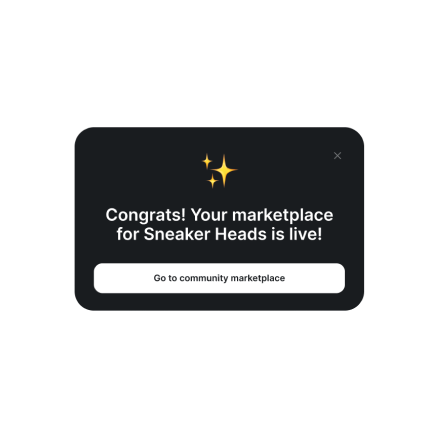 Congrats! Your marketplace
for Sneaker Heads is live!
Go to community marketplace